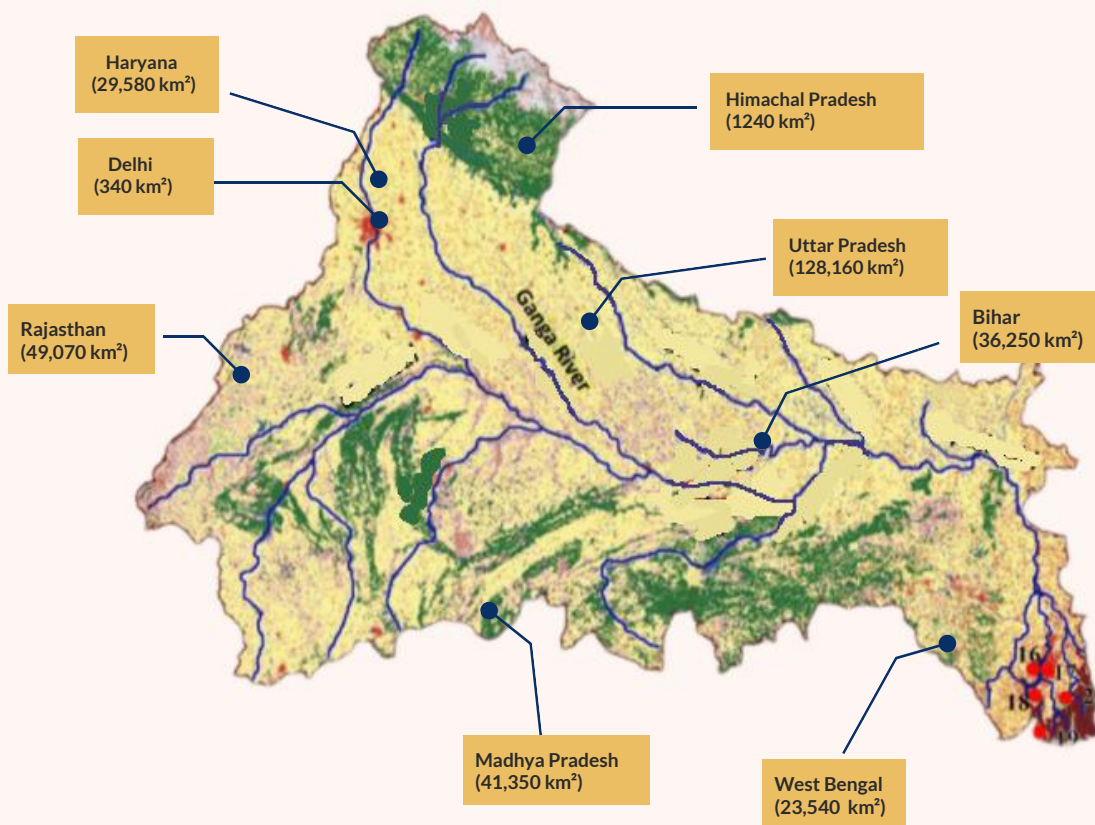 Haryana
(29,580 km²)
Himachal Pradesh
(1240 km²)
Delhi
(340 km²)
Uttar Pradesh
(128,160 km²)
Ganga River
Rajasthan
(49,070 km²)
Bihar
(36,250 km²)
16
17
18
19
2
Madhya Pradesh
(41,350 km²)
West Bengal
(23,540 km²)